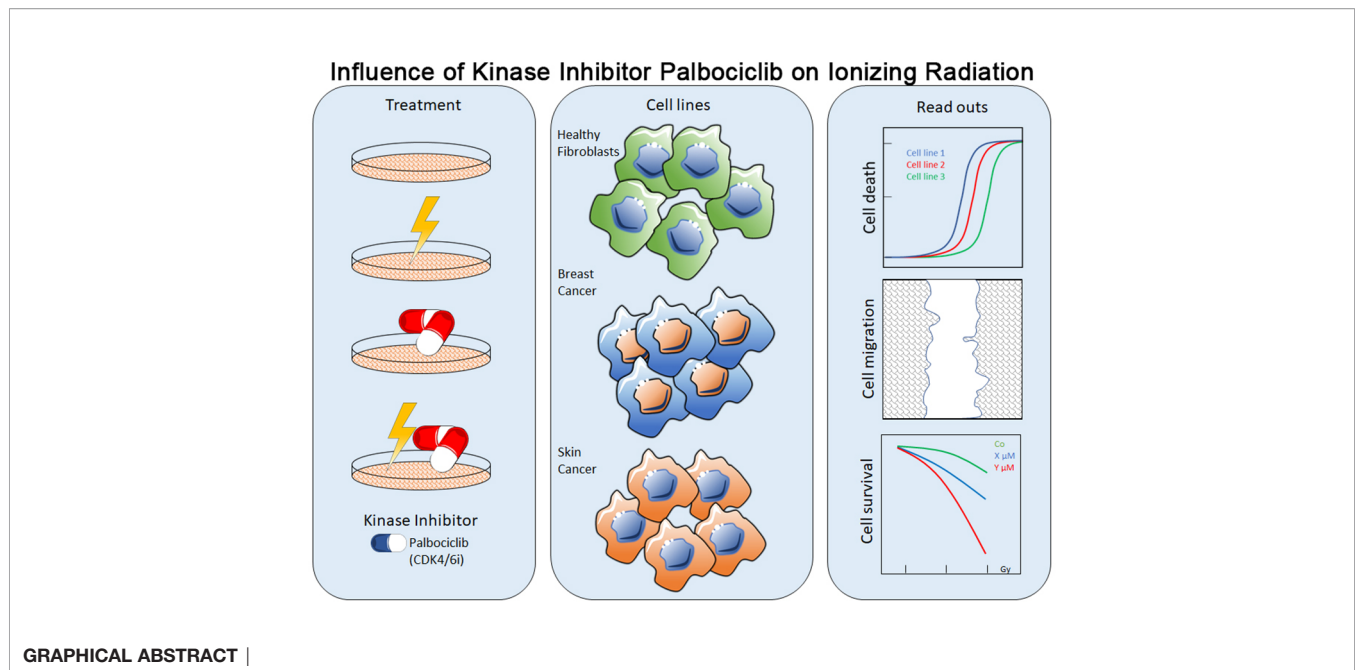 Influence of Kinase Inhibitor Palbociclib on Ionizing Radiation
Treatment
Kinase Inhibitor
Palbociclib
(CDK4/6i)
Cell lines
Healthy
Fibroblasts
Breast
Cancer
Skin
Cancer
Read outs
Cell death
Cell line 1
Cell line 2
Cell line 3
Cell migration
Cell survival
Co
X µM
Y µM
Gy
GRAPHICAL ABSTRACT |